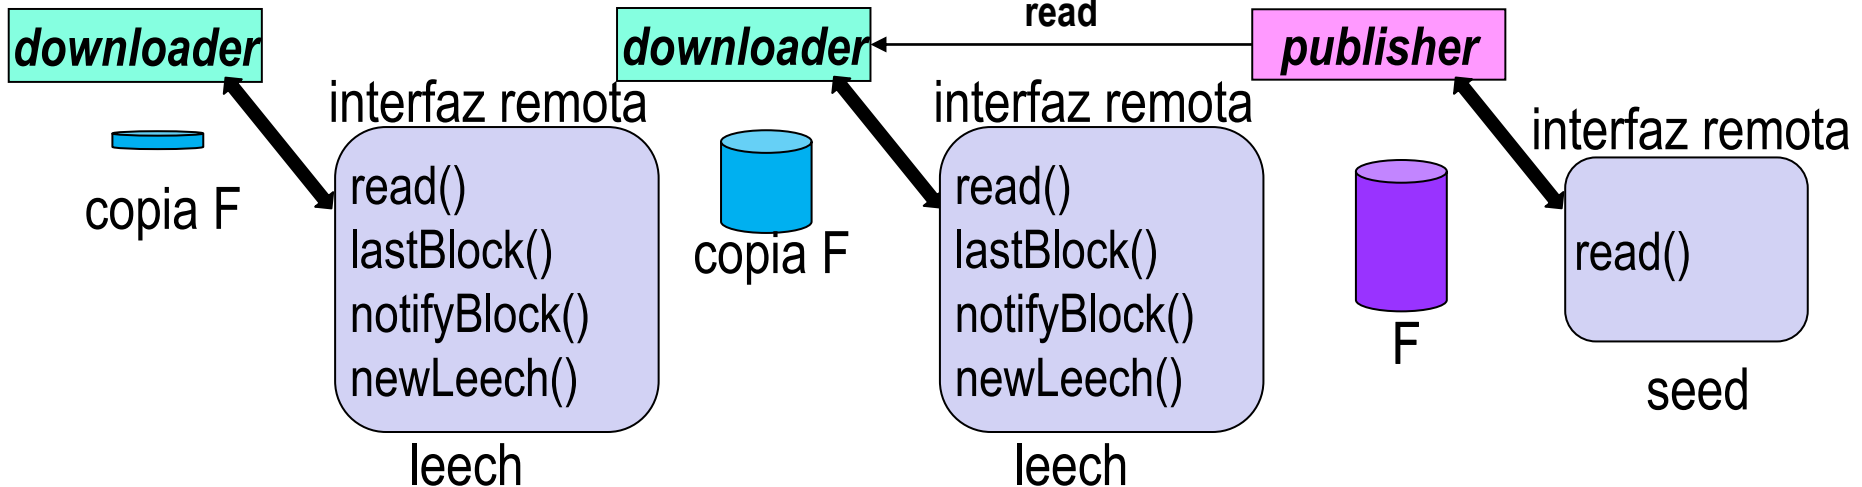 downloader
interfaz remota
copia F
read()
lastBlock()
notifyBlock()
newLeech()
leech
downloader
read
interfaz remota
copia F
read()
lastBlock()
notifyBlock()
newLeech()
leech
publisher
interfaz remota
F
read()
seed